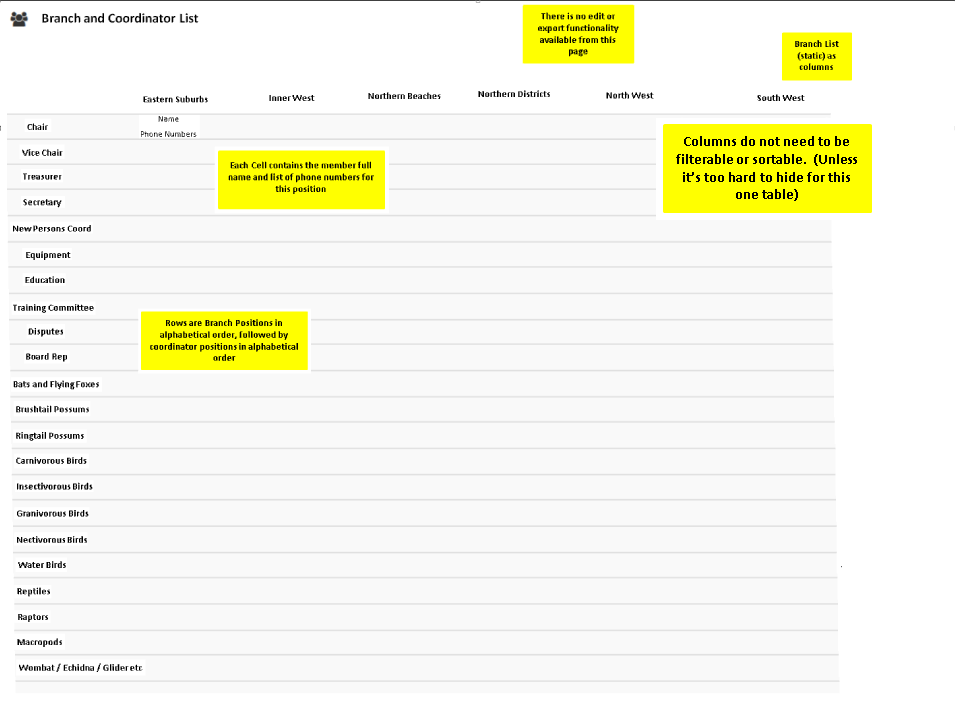 Branch and Coordinator List
There is no edit or
export functionality
available from this
page
Branch List
(static) as
columns
Eastern Suburbs
Inner West
Northern Beaches
Northern Districts
North West
South West
Chair
Name
Phone Numbers
Columns do not need to be
filterable or sortable. (Unless
it's too hard to hide for this
one table)
Vice Chair
Each Cell contains the member full
name and list of phone numbers for
this position
Treasurer
Secretary
New Persons Coord
Equipment
Education
Training Committee
Rows are Branch Positions in
alphabetical order, followed by
coordinator positions in alphabetical
order
Disputes
Board Rep
Bats and Flying Foxes
Brushtail Possums
Ringtail Possums
Carnivorous Birds
Insectivorous Birds
Granivorous Birds
Nectivorous Birds
Water Birds
Reptiles
Raptors
Macropods
Wombat / Echidna / Glider etc